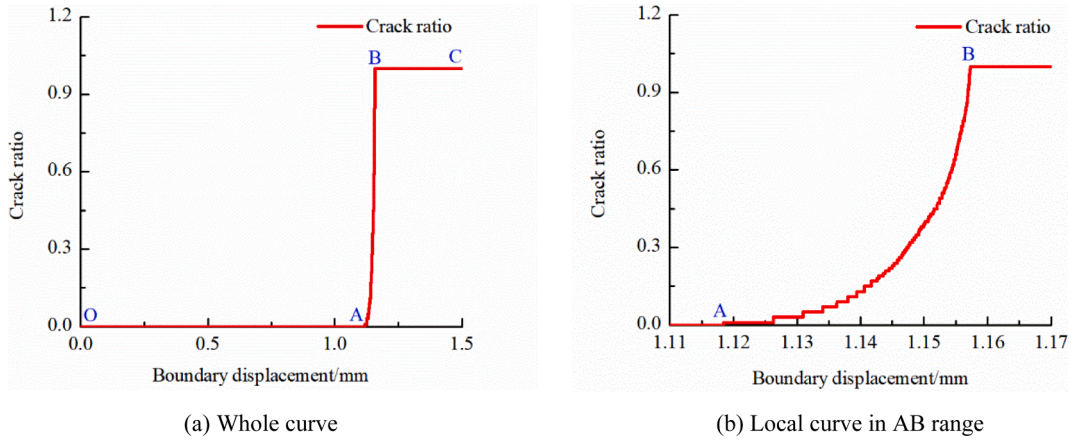 1.2
Crack ratio
B
C
0.9
0.6
0.3
O
A
0.0
0.0
0.5
1.0
1.5
Crack ratio
Boundary displacement/mm
(a) Whole curve
1.2
Crack ratio
B
0.9
0.6
0.3
A
0.0
1.11
1.12
1.13
1.14
1.15
1.16
1.17
Crack ratio
Boundary displacement/mm
(b) Local curve in AB range